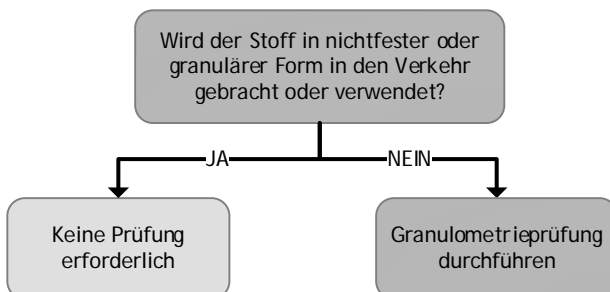 Wird der Stoff in nichtfester oder
granulärer Form in den Verkehr
gebracht oder verwendet?
JA
NEIN
Keine Prüfung
erforderlich
Granulometrieprüfung
durchführen